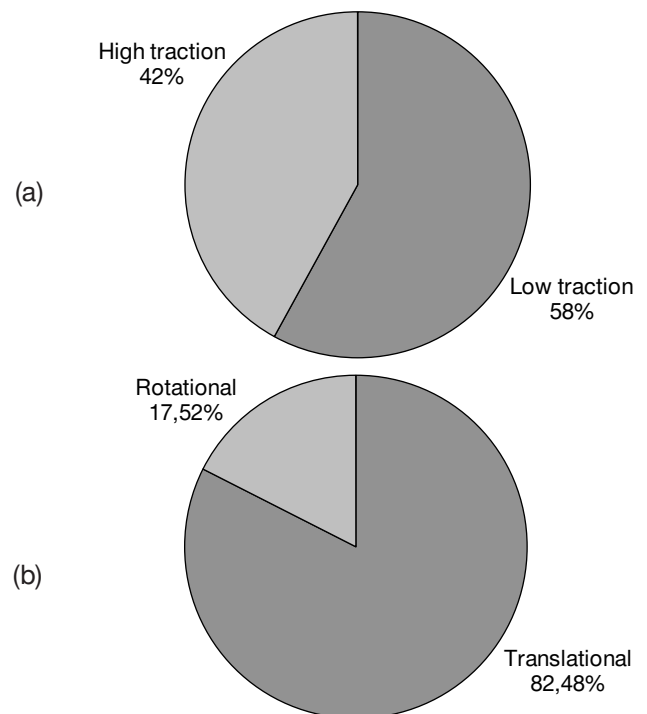 High traction
42%
(a)
Low traction
58%
Rotational
17,52%
(b)
Translational
82,48%